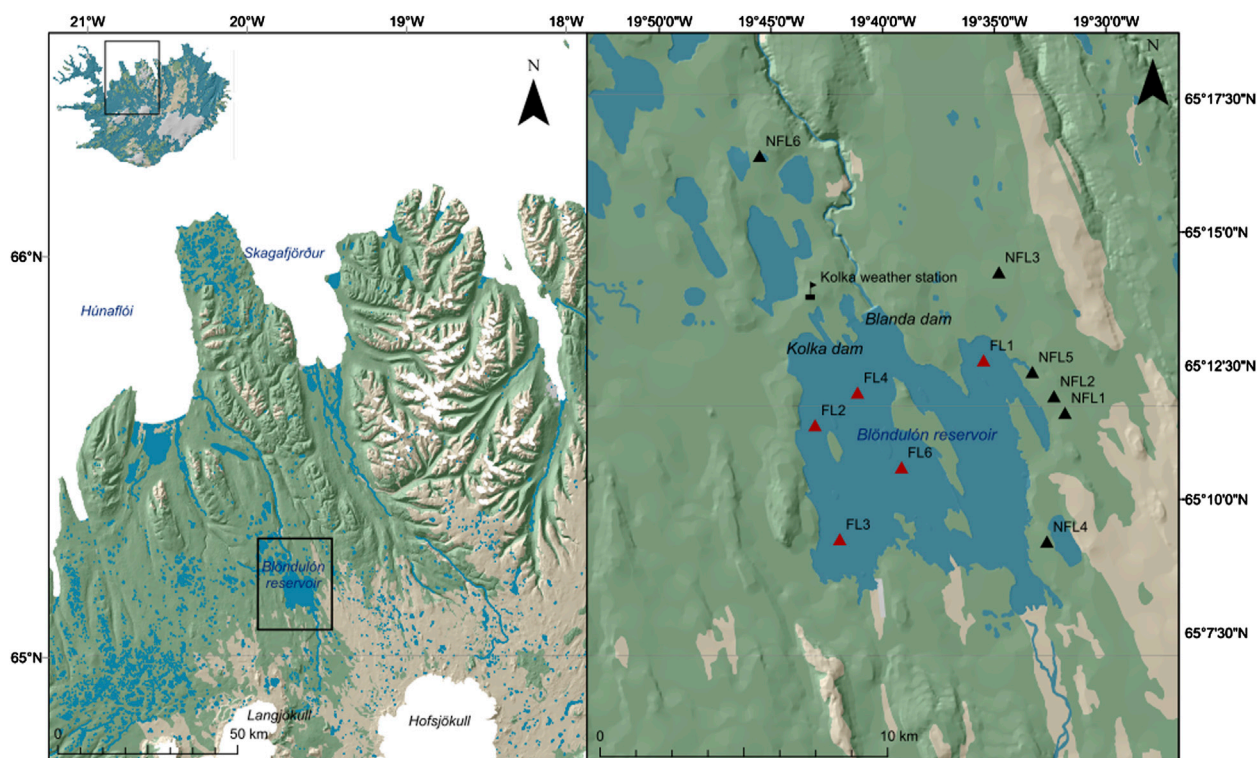 21°W
20°W
19°W
18°W
19°50'0"W
19°45'0"W
19°40'0"W
19°35'0"W
19°30'0"W
N
N
65°17'30"N
NFL6
66°N
Skagafjörður
65°15'0"N
NFL3
Kolka weather station
Húnaflói
Blanda dam
Kolka dam
FL1
65°12'30"N
NFL5
FL4
NFL2
NFL1
FL2
Blöndulón reservoir
FL6
65°10'0"N
FL3
NFL4
Blöndulón
reservoir
65°7'30"N
65°N
Langjökull
Hofsjökull
0
50 km
0
10 km